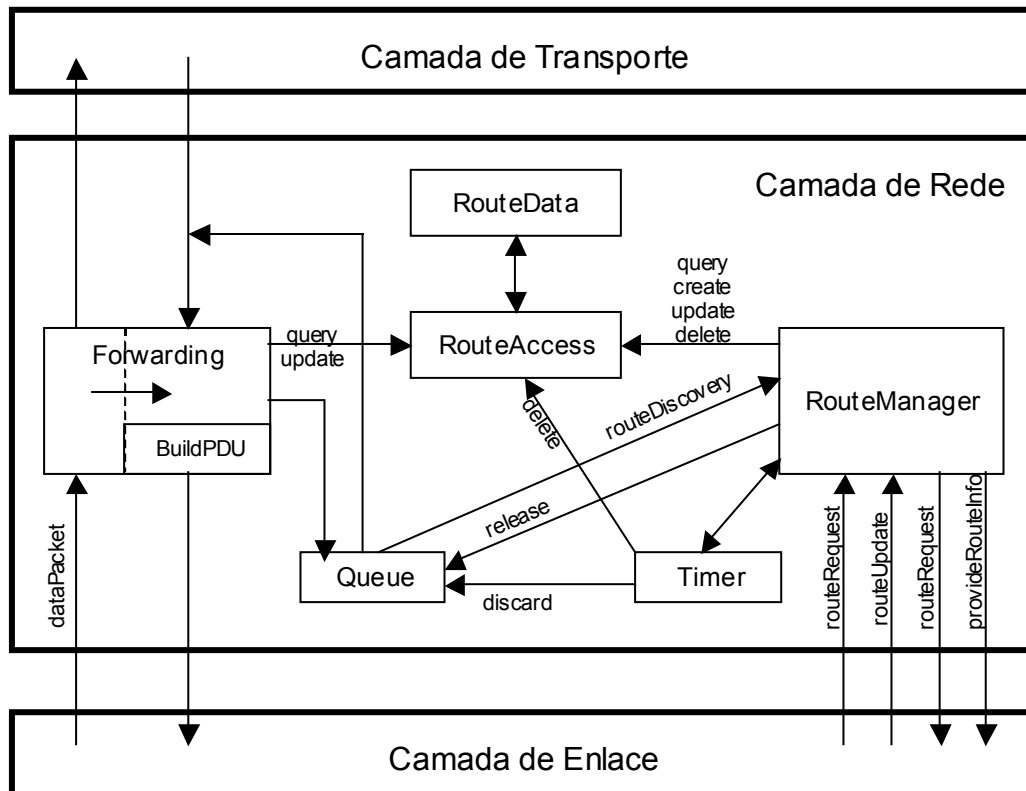 Camada de Transporte
Camada de Rede
RouteData
query
create
update
delete
Forwarding
query
update
RouteAccess
RouteManager
BuildPDU
delete
routeDiscovery
release
dataPacket
Queue
discard
Timer
routeRequest
routeUpdate
routeRequest
provideRouteInfo
Camada de Enlace